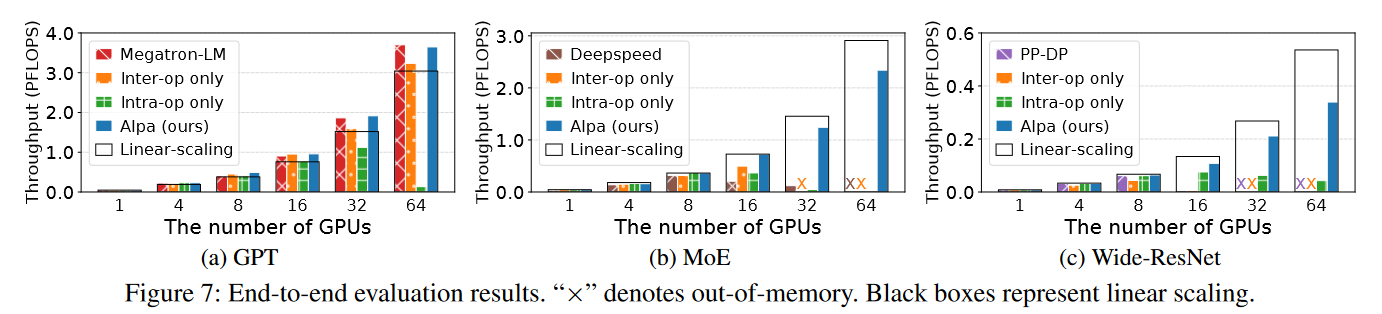 Throughput (PFLOPS)
4.0
3.0
2.0
1.0
0.0
Megatron-LM
Inter-op only
Intra-op only
Alpa (ours)
Linear-scaling
1 4 8 16 32 64
The number of GPUs
(a) GPT
Throughput (PFLOPS)
3.0
2.0
1.0
0.0
Deepspeed
Inter-op only
Intra-op only
Alpa (ours)
Linear-scaling
X
X X
1 4 8 16 32 64
The number of GPUs
(b) MoE
Throughput (PFLOPS)
0.6
0.4
0.2
0.0
PP-DP
Inter-op only
Intra-op only
Alpa (ours)
Linear-scaling
X X
X X
1 4 8 16 32 64
The number of GPUs
(c) Wide-ResNet
Figure 7: End-to-end evaluation results. “×” denotes out-of-memory. Black boxes represent linear scaling.